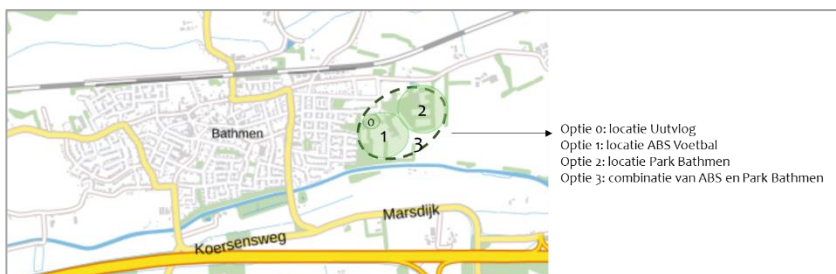 Bathmen
0
1
2
3
Marsdijk
Koersensweg
Optie 0: locatie Uutvlog
Optie 1: locatie ABS Voetbal
Optie 2: locatie Park Bathmen
Optie 3: combinatie van ABS en Park Bathmen